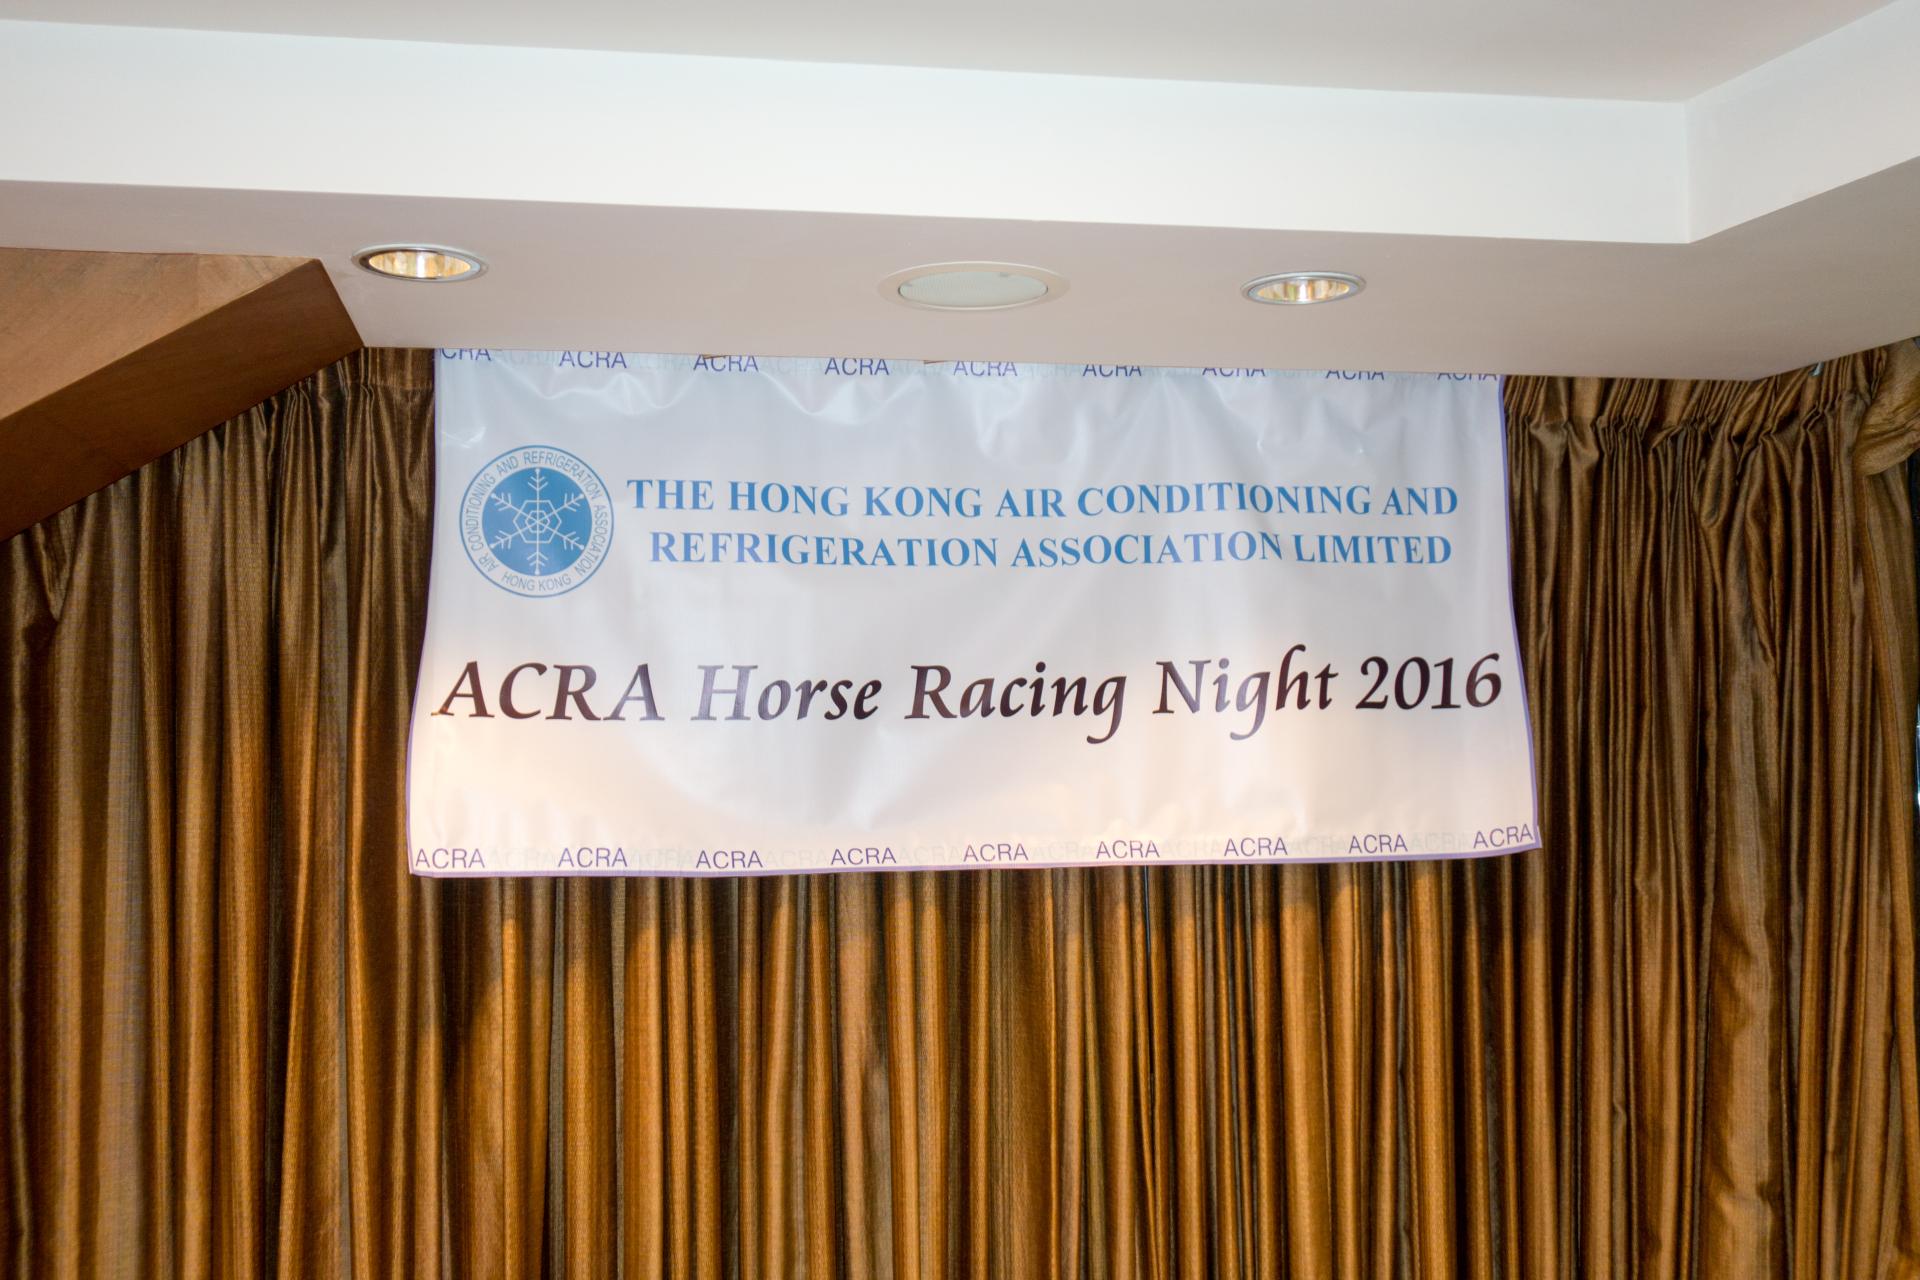 CRA ACRA ACRA ACRA ACRA ACRA ACRA ACRA ACRA
AIR CONDITIONING AND REFRIGERATION ASSOCIATION
HONG KONG
THE HONG KONG AIR CONDITIONING AND
REFRIGERATION ASSOCIATION LIMITED
ACRA Horse Racing Night 2016
ACRA ACRA ACRA ACRA ACRA ACRA ACRA ACRA ACRA